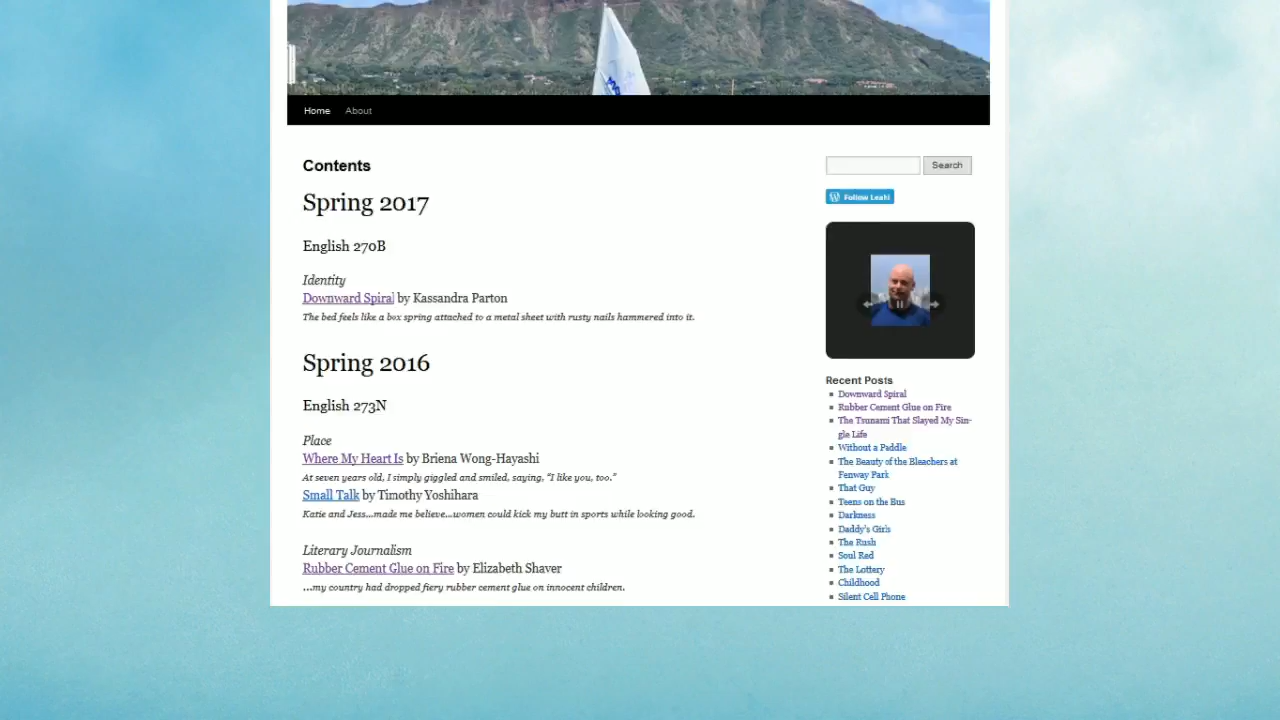 Home About
Contents
Spring 2017
English 270B
Identity
Downward Spiral by Kassandra Parton
The bed feels like a box spring attached to a metal sheet with rusty nails hammered into it.
Spring 2016
English 273N
Place
Where My Heart Is by Briena Wong-Hayashi
At seven years old, I simply giggled and smiled, saying, “I like you, too.”
Small Talk by Timothy Yoshihara
Katie and Jess...made me believe...women could kick my butt in sports while looking good.
Literary Journalism
Rubber Cement Glue on Fire by Elizabeth Shaver
...my country had dropped fiery rubber cement glue on innocent children.
Search
Follow Leahi
Recent Posts
Downward Spiral
Rubber Cement Glue on Fire
The Tsunami That Slayed My Sin-
gle Life
Without a Paddle
The Beauty of the Bleachers at
Fenway Park
That Guy
Teens on the Bus
Darkness
Daddy's Girls
The Rush
Soul Red
The Lottery
Childhood
Silent Cell Phone